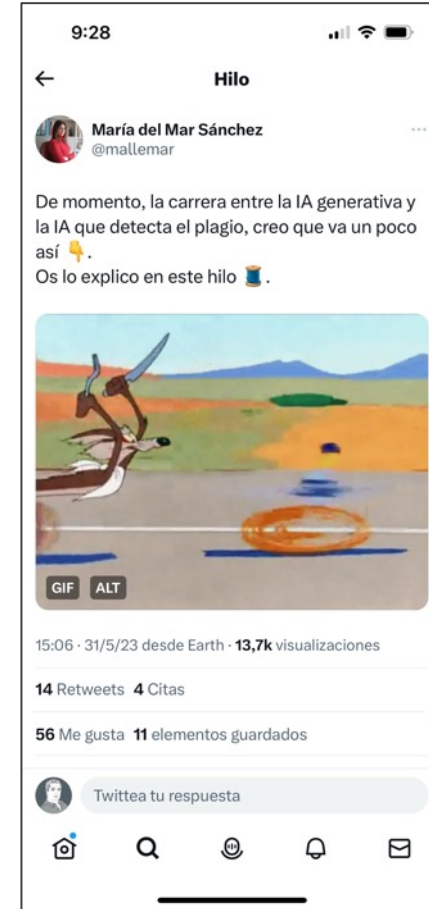 9:28
Hilo
María del Mar Sánchez
@mallemar
De momento, la carrera entre la IA generativa y
la IA que detecta el plagio, creo que va un poco
así 👇.
Os lo explico en este hilo 🧵.
GIF ALT
15:06 · 31/5/23 desde Earth · 13,7k visualizaciones
14 Retweets 4 Citas
56 Me gusta 11 elementos guardados
Twittea tu respuesta